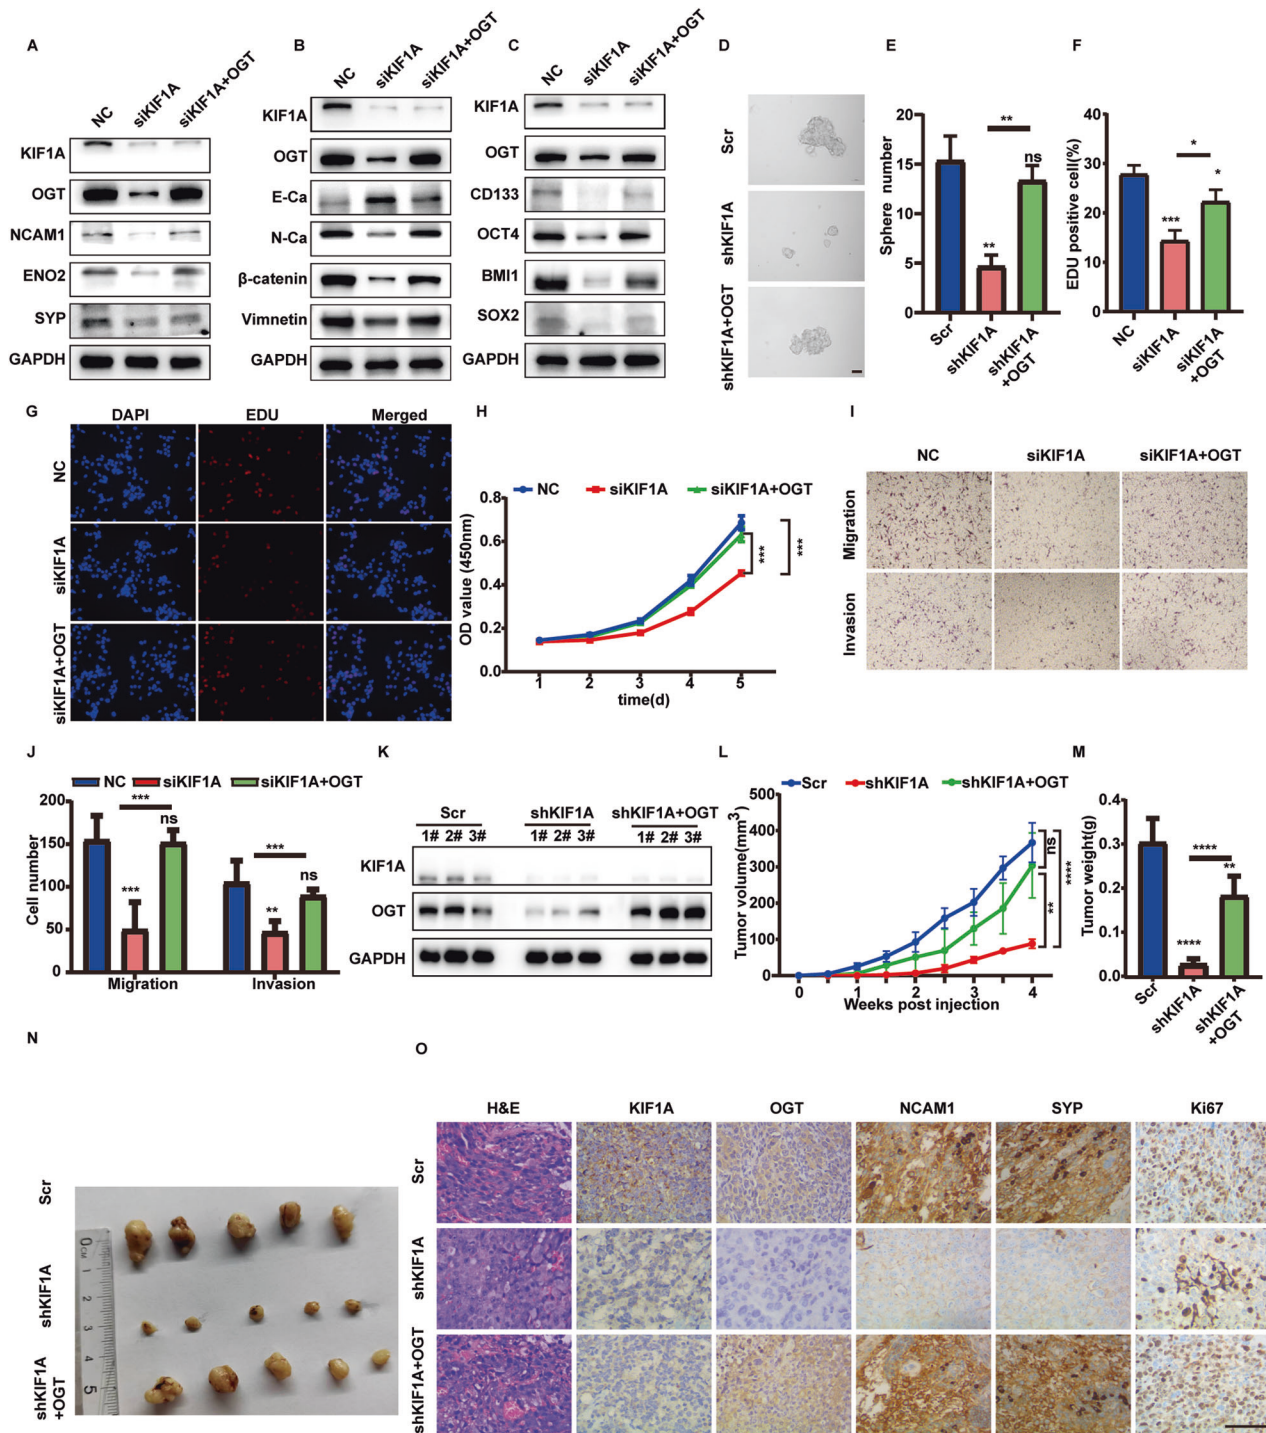 A
NC
siKIF1A
siKIF1A+OGT
KIF1A
OGT
NCAM1
ENO2
SYP
GAPDH
B
NC
siKIF1A
siKIF1A+OGT
KIF1A
OGT
E-Ca
N-Ca
β-catenin
Vimnetin
GAPDH
C
NC
siKIF1A
siKIF1A+OGT
KIF1A
OGT
CD133
OCT4
BMI1
SOX2
GAPDH
D
Scr
shKIF1A
shKIF1A+OGT
E
Sphere number
20
15
10
5
0
**
ns
**
Scr
shKIF1A
shKIF1A
+OGT
F
EDU positive cell(%)
40
30
20
10
0
*
*
***
NC
siKIF1A
siKIF1A
+OGT
G
DAPI EDU Merged
NC
siKIF1A
siKIF1A+OGT
H
NC siKIF1A siKIF1A+OGT
OD value (450nm)
0.8
0.6
0.4
0.2
0.0
***
***
1 2 3 4 5
time(d)
I
NC siKIF1A siKIF1A+OGT
Migration
Invasion
J
NC siKIF1A siKIF1A+OGT
Cell number
200
150
100
50
0
***
ns
***
***
ns
**
Migration Invasion
K
Scr shKIF1A shKIF1A+OGT
1# 2# 3# 1# 2# 3# 1# 2# 3#
KIF1A
OGT
GAPDH
L
Scr shKIF1A shKIF1A+OGT
Tumor volume(mm3)
500
400
300
200
100
0
ns
**
****
0 1 2 3 4
Weeks post injection
M
Tumor weight(g)
0.4
0.3
0.2
0.1
0.0
****
**
****
Scr
shKIF1A
shKIF1A
+OGT
N
Scr
shKIF1A
shKIF1A
+OGT
0 CM
1
2
3
4
5
O
H&E KIF1A OGT NCAM1 SYP Ki67
Scr
shKIF1A
shKIF1A+OGT